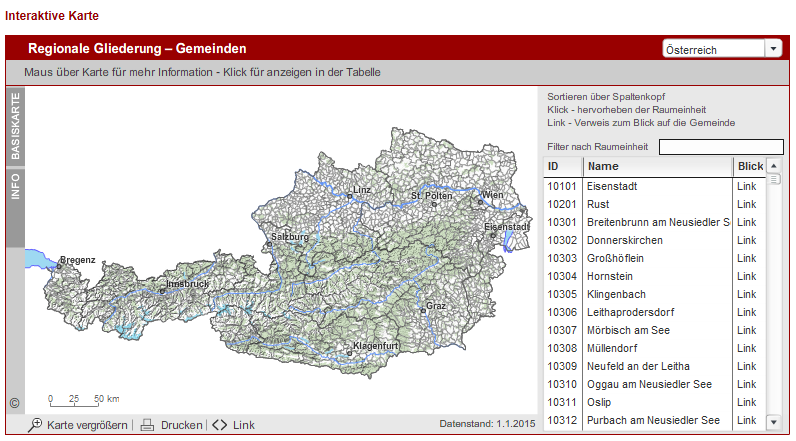 Interaktive Karte
Regionale Gliederung – Gemeinden
Österreich
Maus über Karte für mehr Information - Klick für anzeigen in der Tabelle
BASISKARTE
INFO
Linz
St. Pölten
Wien
Eisenstadt
Salzburg
Bregenz
Innsbruck
Graz
Klagenfurt
0 25 50 km
©
Sortieren über Spaltenkopf
Klick - hervorheben der Raumeinheit
Link - Verweis zum Blick auf die Gemeinde
Filter nach Raumeinheit
ID Name Blick
10101 Eisenstadt Link
10201 Rust Link
10301 Breitenbrunn am Neusiedler S Link
10302 Donnerskirchen Link
10303 Großhöflein Link
10304 Hornstein Link
10305 Klingenbach Link
10306 Leithaprodersdorf Link
10307 Mörbisch am See Link
10308 Müllendorf Link
10309 Neufeld an der Leitha Link
10310 Oggau am Neusiedler See Link
10311 Oslip Link
10312 Purbach am Neusiedler See Link
Karte vergrößern | Drucken | Link
Datenstand: 1.1.2015